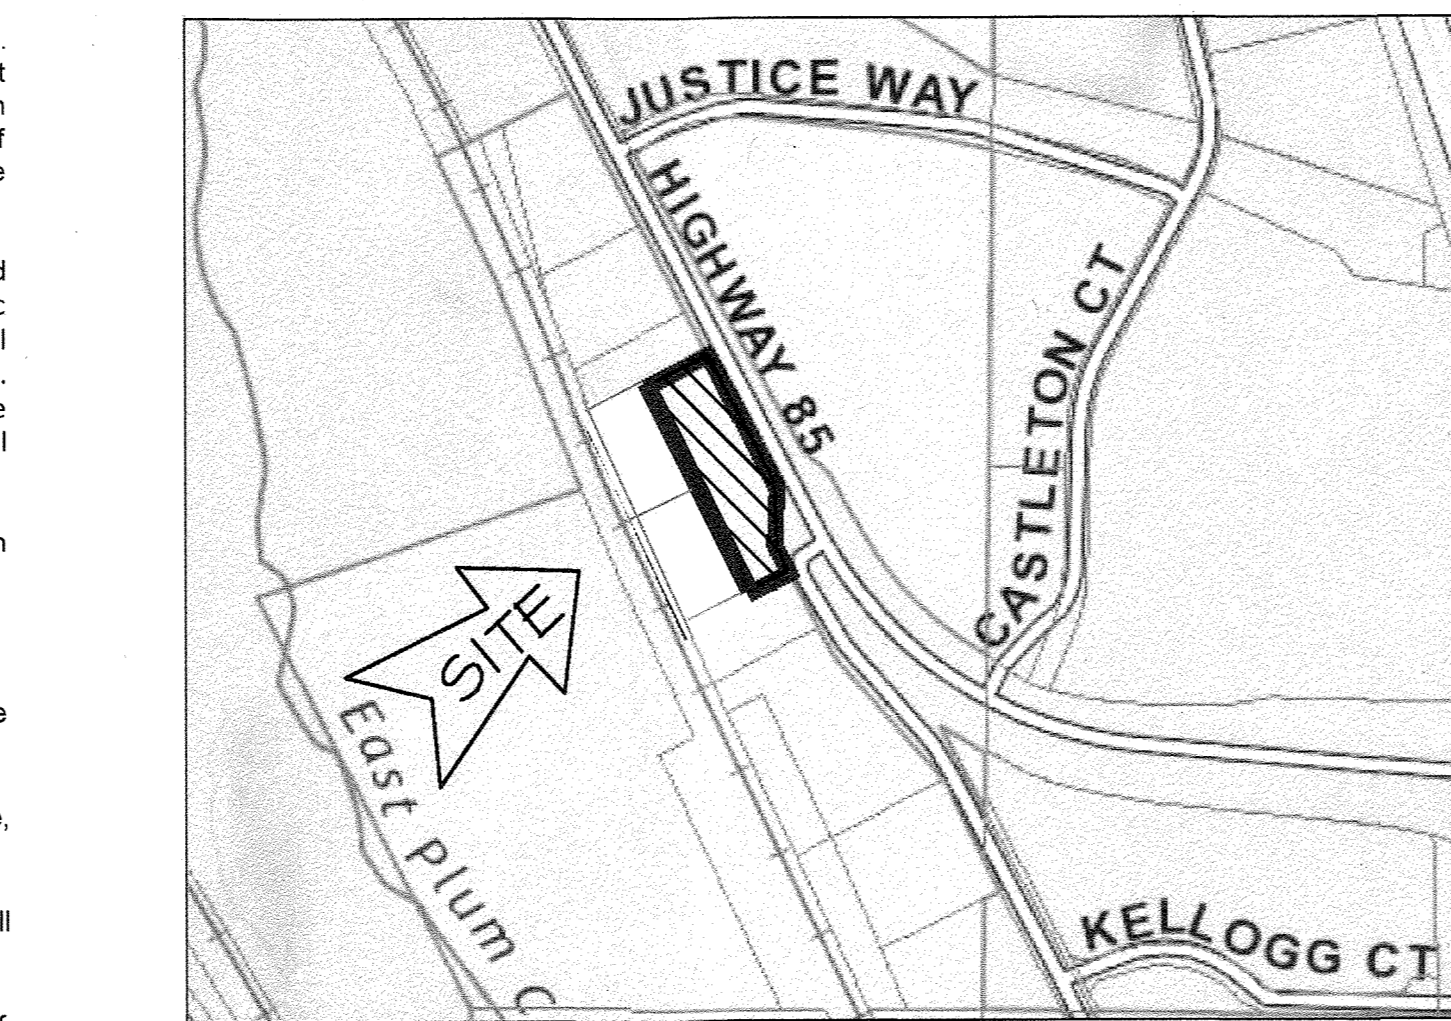 JUSTICE WAY
HIGHWAY 85
CASTLETON CT
SITE
East Plum C
KELLOGG CT